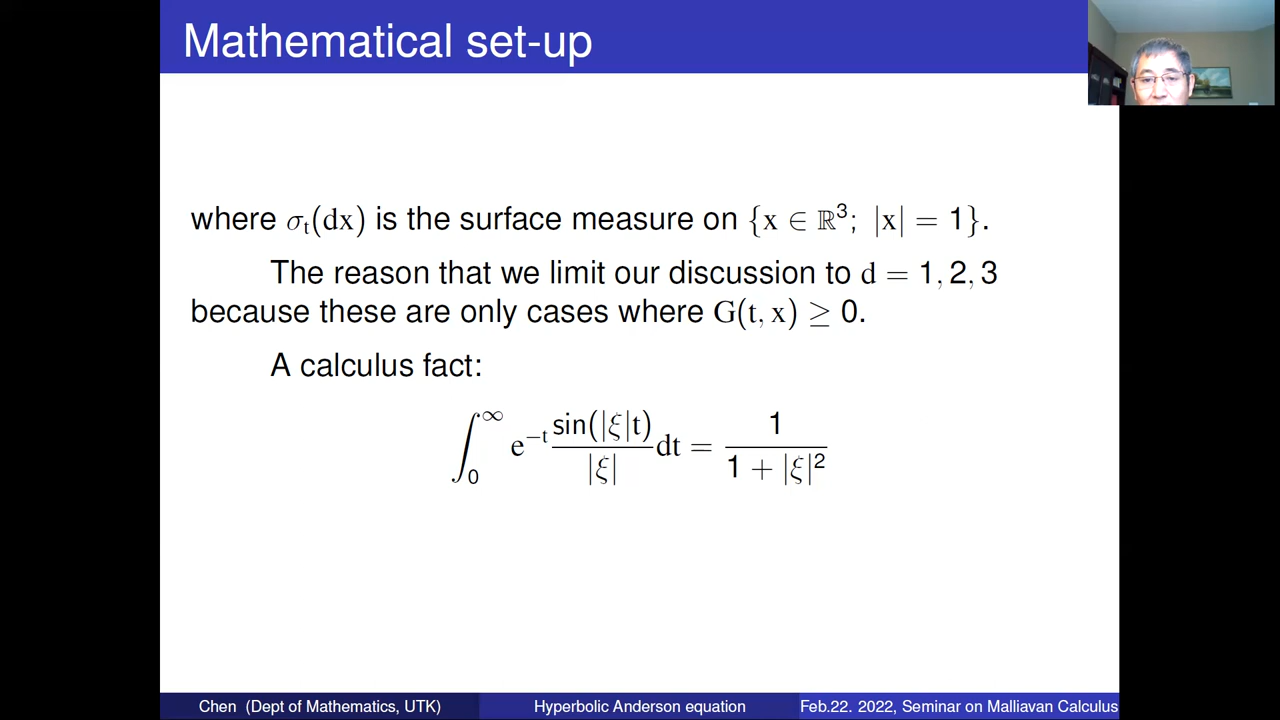 Mathematical set-up
where σₜ(dx) is the surface measure on {x ∈ ℝ³; |x| = 1}.
The reason that we limit our discussion to d = 1, 2, 3
because these are only cases where G(t, x) ≥ 0.
A calculus fact:
∫₀^∞ e⁻ᵗ sin(|ξ|t)/|ξ| dt = 1/(1 + |ξ|²)
Chen (Dept of Mathematics, UTK) Hyperbolic Anderson equation Feb.22. 2022, Seminar on Malliavan Calculus